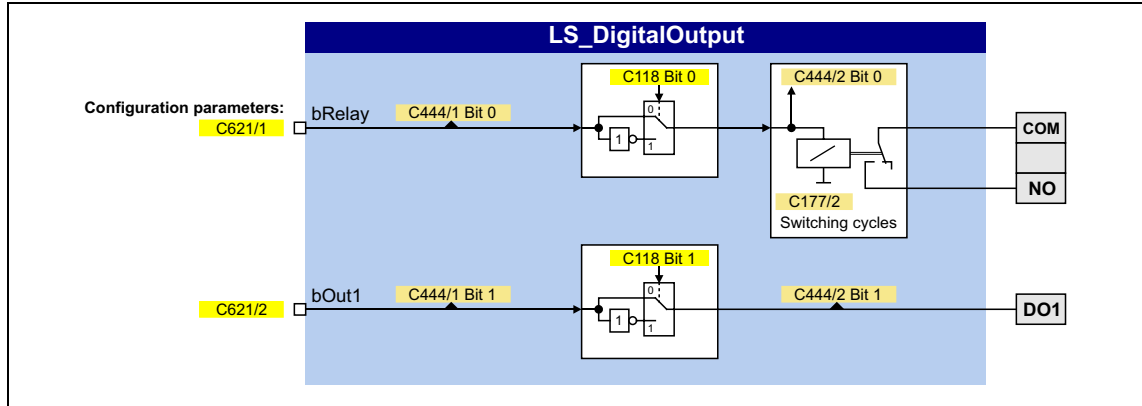 LS_DigitalOutput
C118 Bit 0
C444/2 Bit 0
Configuration parameters:
bRelay
C444/1 Bit 0
C621/1
0
1
1
COM
NO
C177/2
Switching cycles
C118 Bit 1
bOut1
C444/1 Bit 1
C444/2 Bit 1
C621/2
0
1
1
DO1